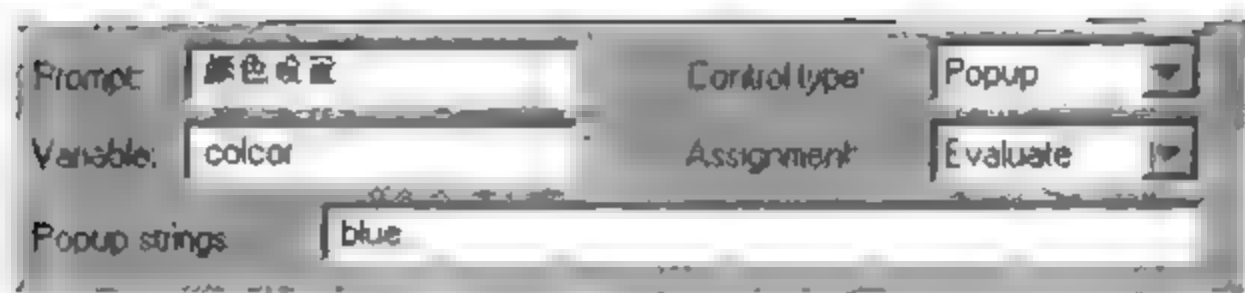 Prompt: 颜色设置 Control type: Popup
Variable: colcor Assignment: Evaluate
Popup strings blue